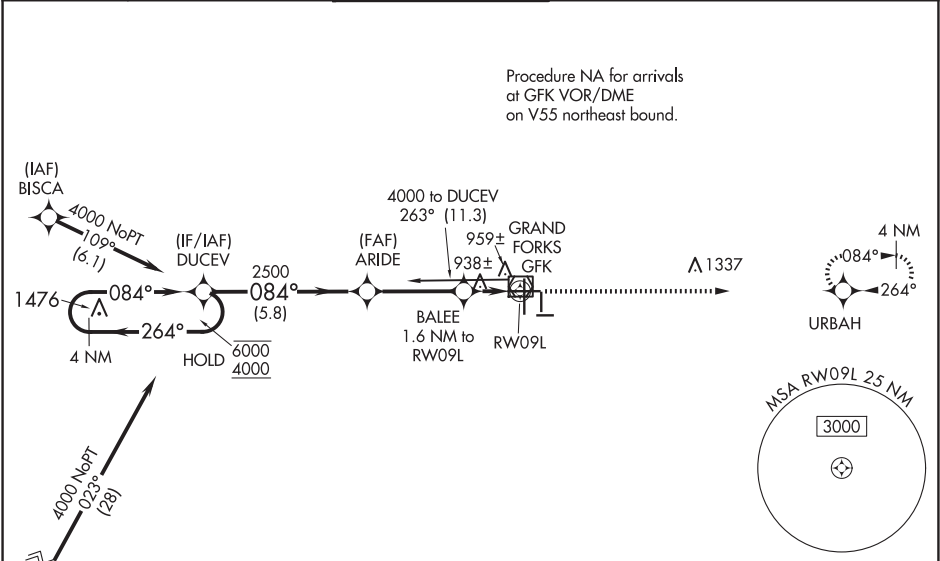 Procedure NA for arrivals
at GFK VOR/DME
on V55 northeast bound.
(IAF)
BISCA
4000 NoPT
109°
(6.1)
(IF/IAF)
DUCEV
2500
084°
(5.8)
(FAF)
ARIDE
4000 to DUCEV
263° (11.3)
959±
938±
GRAND
FORKS
GFK
1337
4 NM
084°
264°
URBAH
1476
084°
264°
4 NM
HOLD
6000
4000
BALEE
1.6 NM to
RW09L
RW09L
4000 NoPT
023°
(28)
MSA RW09L 25 NM
3000